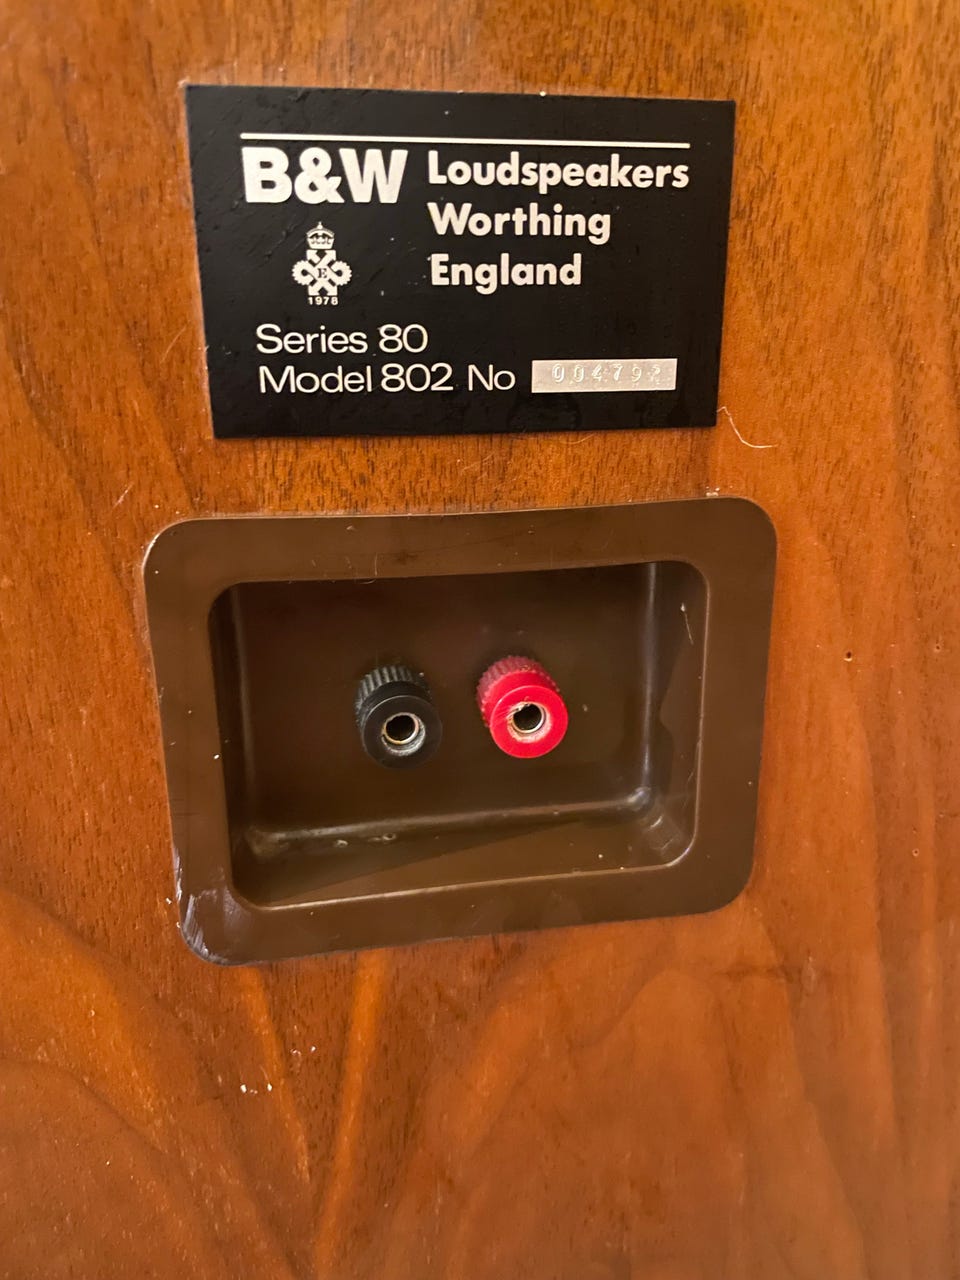 B&W Loudspeakers
Worthing
England
E
1978
Series 80
Model 802 No